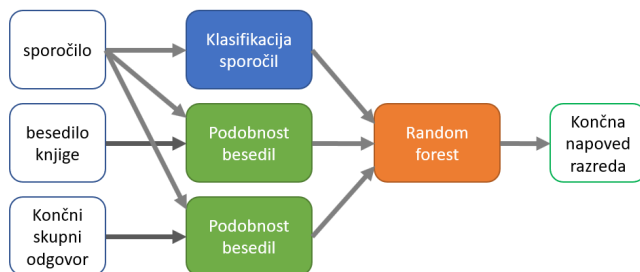 sporočilo
Klasifikacija
sporočil
besedilo
knjige
Podobnost
besedil
Random
forest
Končna
napoved
razreda
Končni
skupni
odgovor
Podobnost
besedil